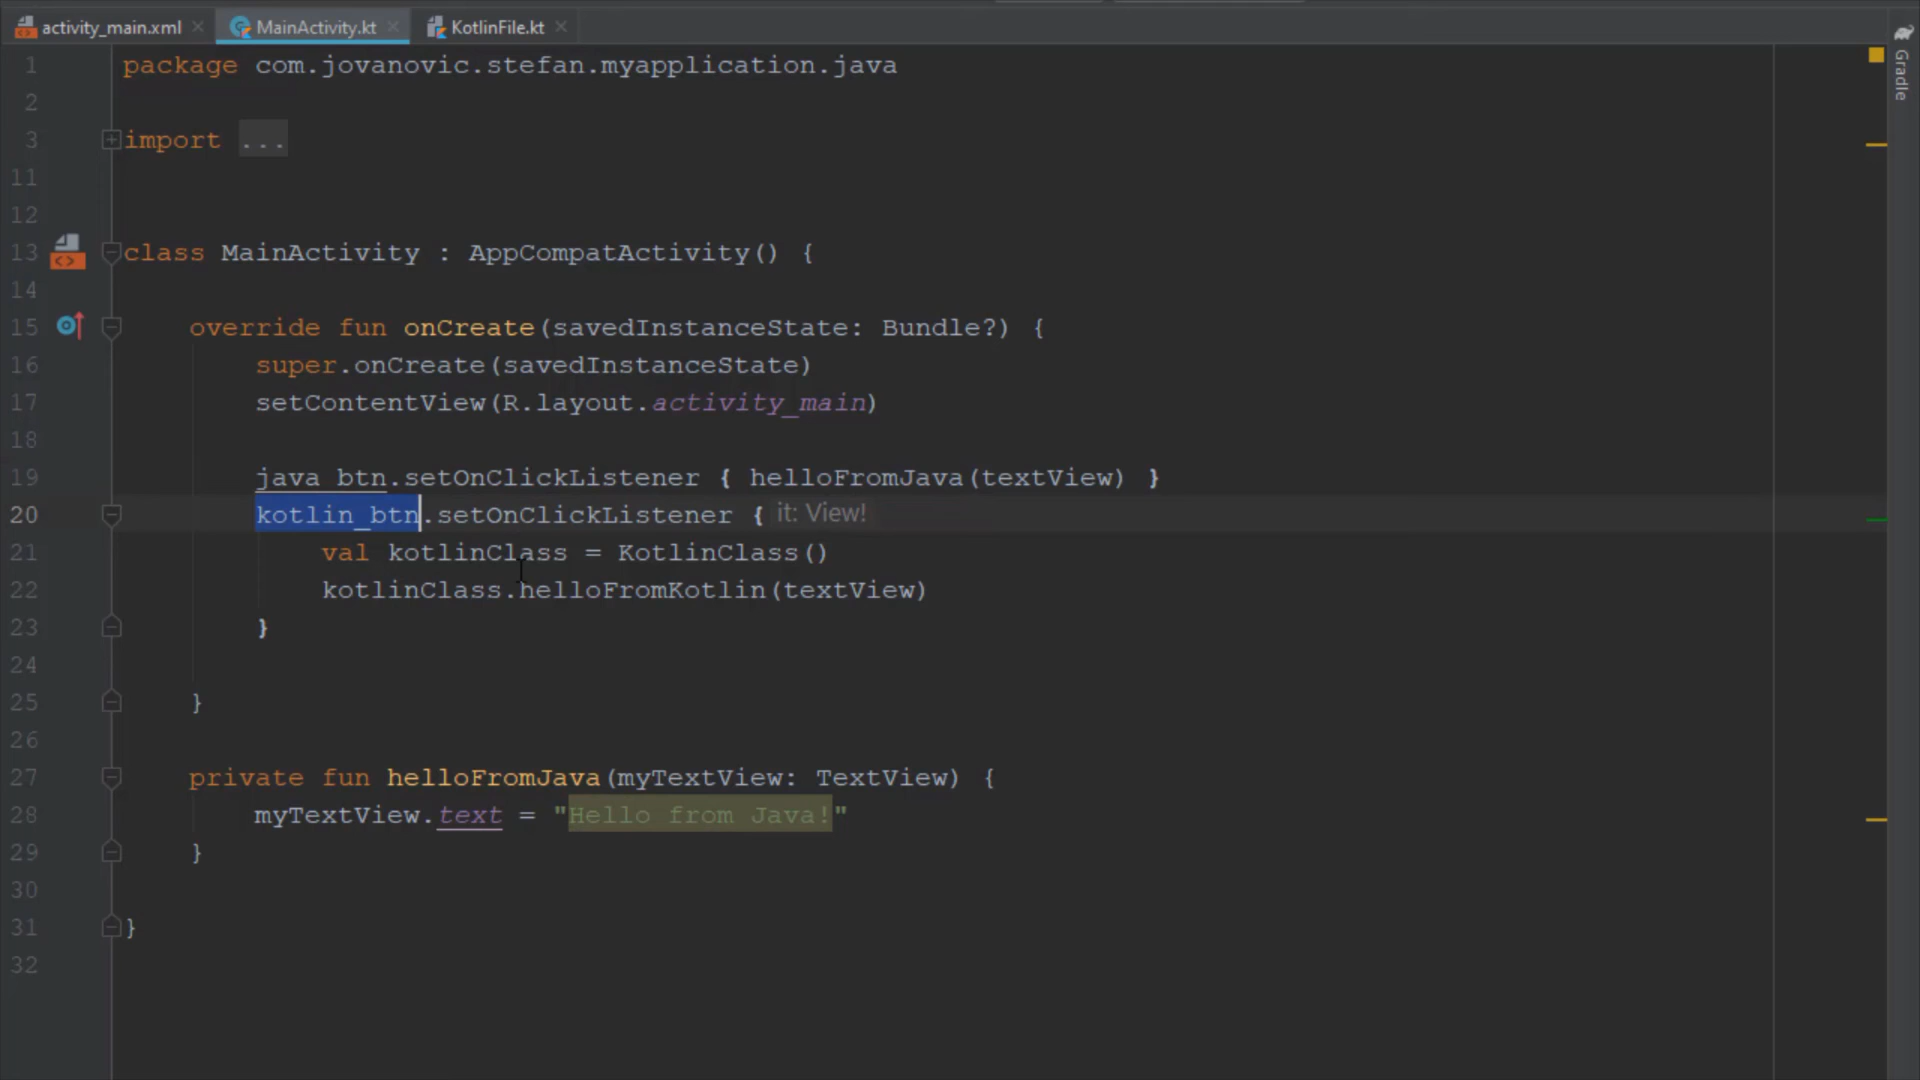 activity_main.xml MainActivity.kt KotlinFile.kt
Gradle
1 package com.jovanovic.stefan.myapplication.java
2
3 import ...
11
12
13 class MainActivity : AppCompatActivity() {
14
15 override fun onCreate(savedInstanceState: Bundle?) {
16 super.onCreate(savedInstanceState)
17 setContentView(R.layout.activity_main)
18
19 java_btn.setOnClickListener { helloFromJava(textView) }
20 kotlin_btn.setOnClickListener { it: View!
21 val kotlinClass = KotlinClass()
22 kotlinClass.helloFromKotlin(textView)
23 }
24
25 }
26
27 private fun helloFromJava(myTextView: TextView) {
28 myTextView.text = "Hello from Java!"
29 }
30
31 }
32